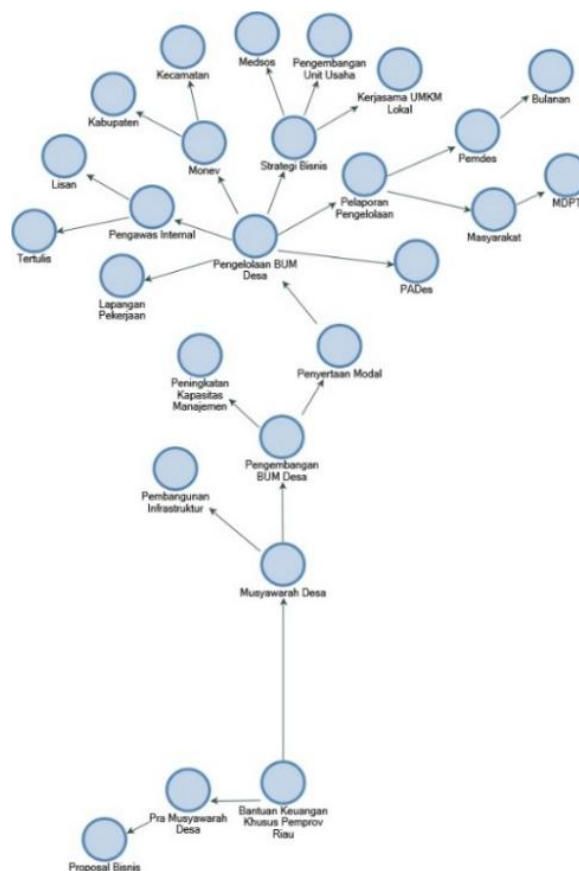 Medsos
Pengembangan
Unit Usaha
Kecamatan
Bulanan
Kerjasama UMKM
Lokal
Kabupaten
Monev
Strategi Bisnis
Pemdes
Lisan
Pelaporan
Pengelolaan
MDPT
Pengawas Internal
Masyarakat
Tertulis
Pengelolaan BUM
Desa
PADes
Lapangan
Pekerjaan
Penyertaan Modal
Peningkatan
Kapasitas
Manajemen
Pengembangan
BUM Desa
Pembangunan
Infrastruktur
Musyawarah Desa
Bantuan Keuangan
Khusus Pemprov
Riau
Pra Musyawarah
Desa
Proposal Bisnis